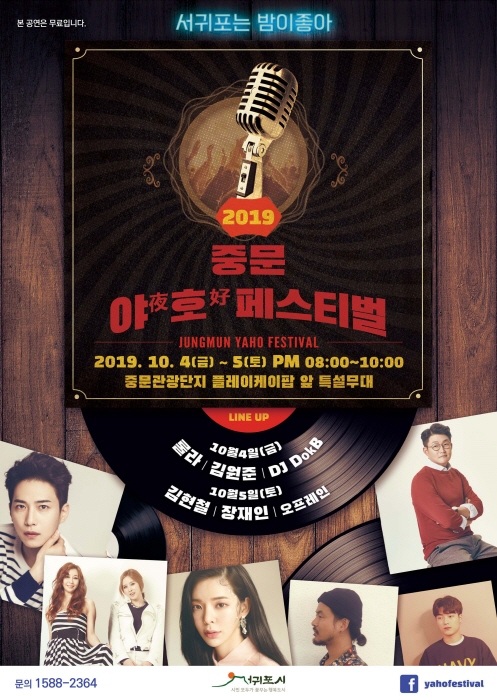 본 공연은 무료입니다.
서귀포는 밤이좋아
2019
중문
야夜호好 페스티벌
JUNGMUN YAHO FESTIVAL
2019. 10. 4(금) ~ 5(토) PM 08:00~10:00
중문관광단지 플레이케이팝 앞 특설무대
LINE UP
10월4일(금)
룰라 | 김원준 | DJ DokB
10월5일(토)
김현철 | 장재인 | 오프레인
NAVY
문의 1588-2364
서귀포시
f yahofestival